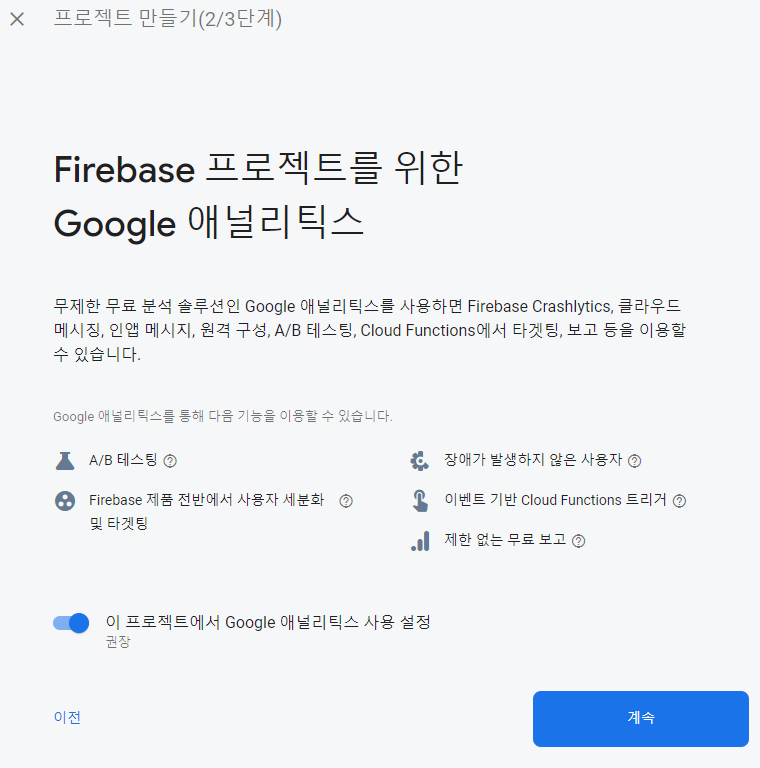 프로젝트 만들기(2/3단계)
Firebase 프로젝트를 위한
Google 애널리틱스
무제한 무료 분석 솔루션인 Google 애널리틱스를 사용하면 Firebase Crashlytics, 클라우드
메시징, 인앱 메시지, 원격 구성, A/B 테스팅, Cloud Functions에서 타겟팅, 보고 등을 이용할
수 있습니다.
Google 애널리틱스를 통해 다음 기능을 이용할 수 있습니다.
A/B 테스팅
Firebase 제품 전반에서 사용자 세분화
및 타겟팅
장애가 발생하지 않은 사용자
이벤트 기반 Cloud Functions 트리거
제한 없는 무료 보고
이 프로젝트에서 Google 애널리틱스 사용 설정
권장
이전
계속